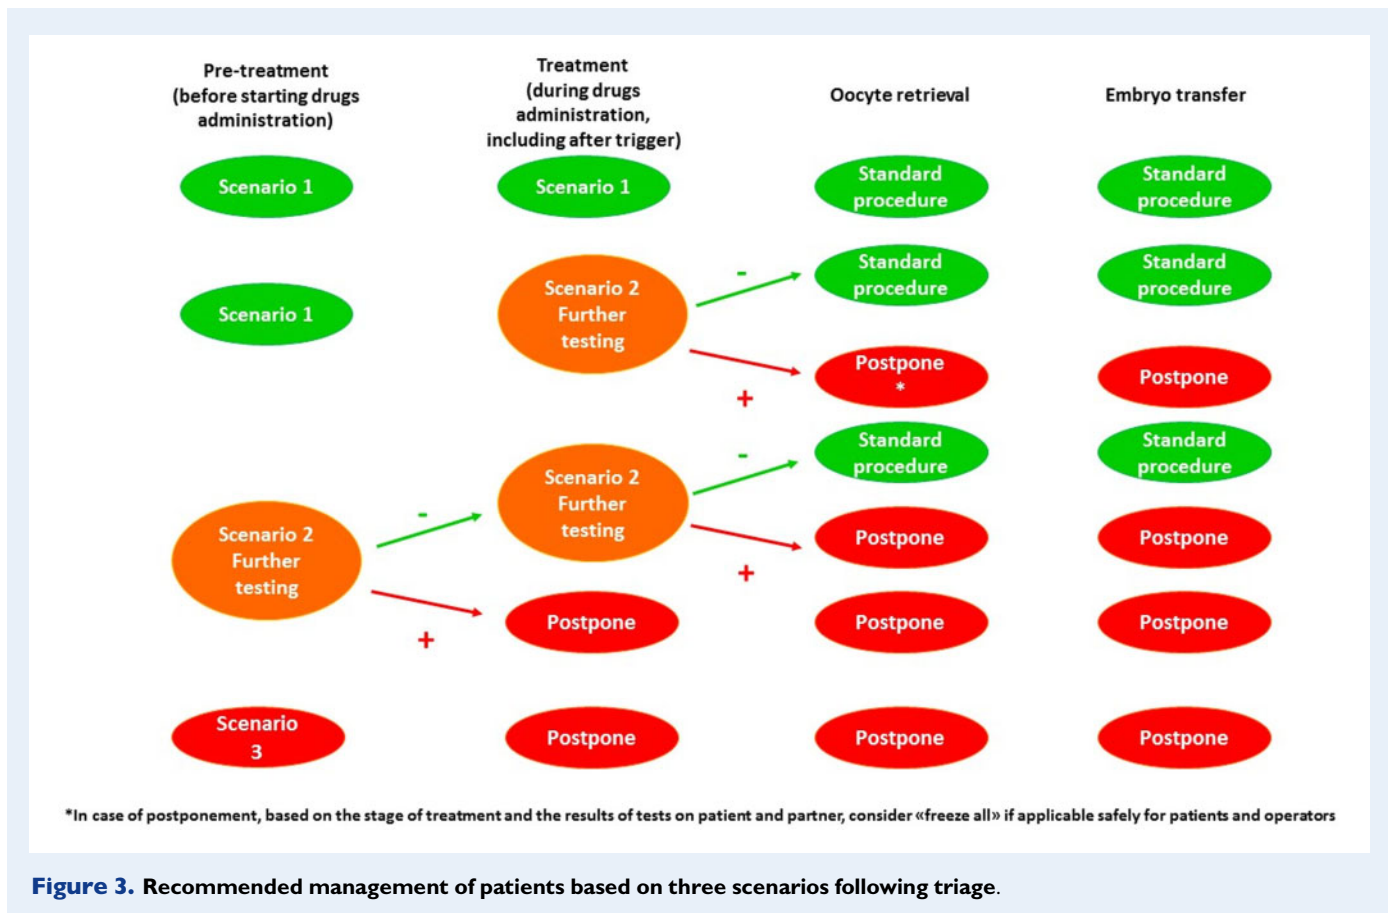 Pre-treatment
(before starting drugs
administration)
Treatment
(during drugs
administration,
including after trigger)
Oocyte retrieval
Embryo transfer
Scenario 1
Scenario 1
Standard
procedure
Standard
procedure
Scenario 1
Scenario 2
Further
testing
-
Standard
procedure
Standard
procedure
+
Postpone
*
Postpone
Scenario 2
Further
testing
-
Scenario 2
Further
testing
-
Standard
procedure
Standard
procedure
+
Postpone
Postpone
+
Postpone
Postpone
Postpone
Scenario
3
Postpone
Postpone
Postpone
*In case of postponement, based on the stage of treatment and the results of tests on patient and partner, consider «freeze all» if applicable safely for patients and operators
Figure 3. Recommended management of patients based on three scenarios following triage.